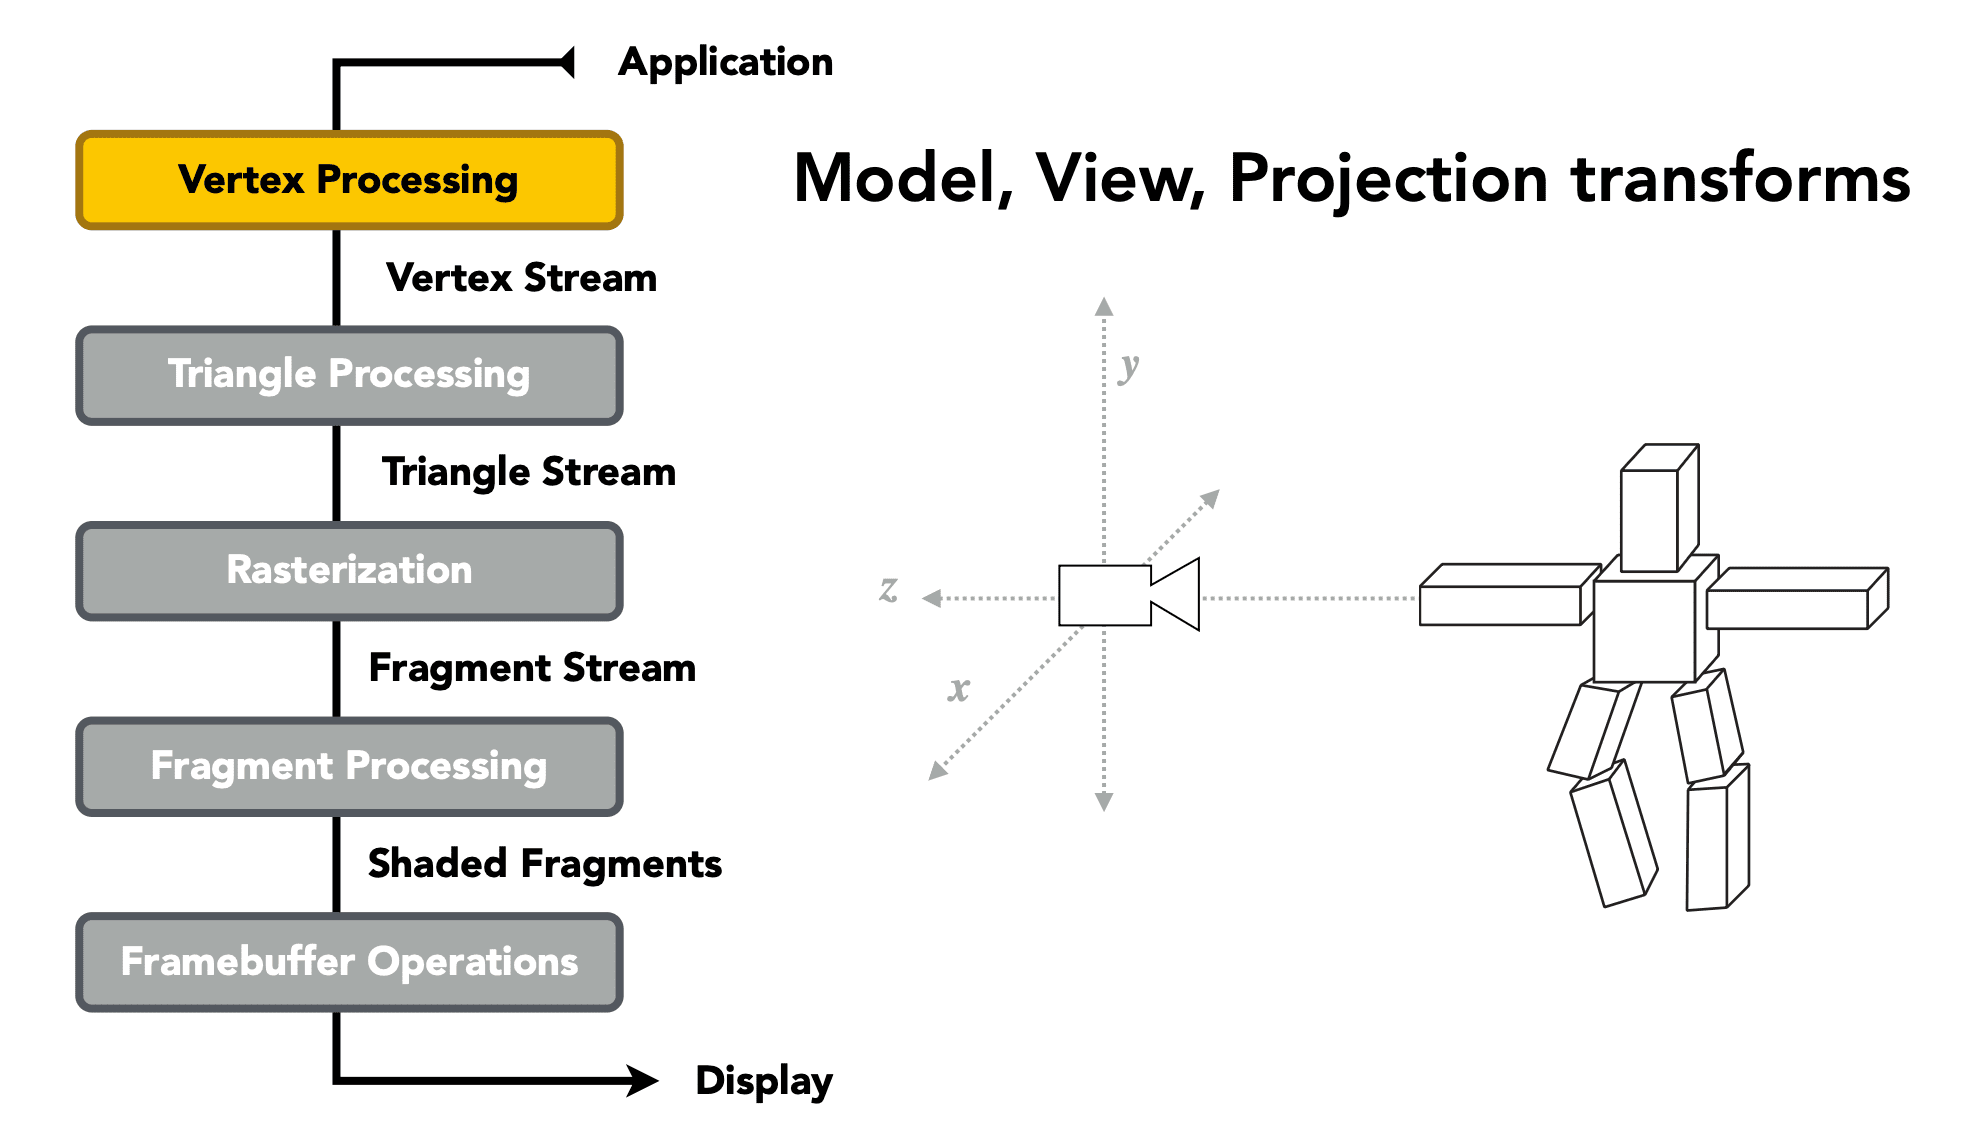 Application
Vertex Processing
Model, View, Projection transforms
Vertex Stream
Triangle Processing
Triangle Stream
Rasterization
Fragment Stream
Fragment Processing
Shaded Fragments
Framebuffer Operations
Display
y
z
x